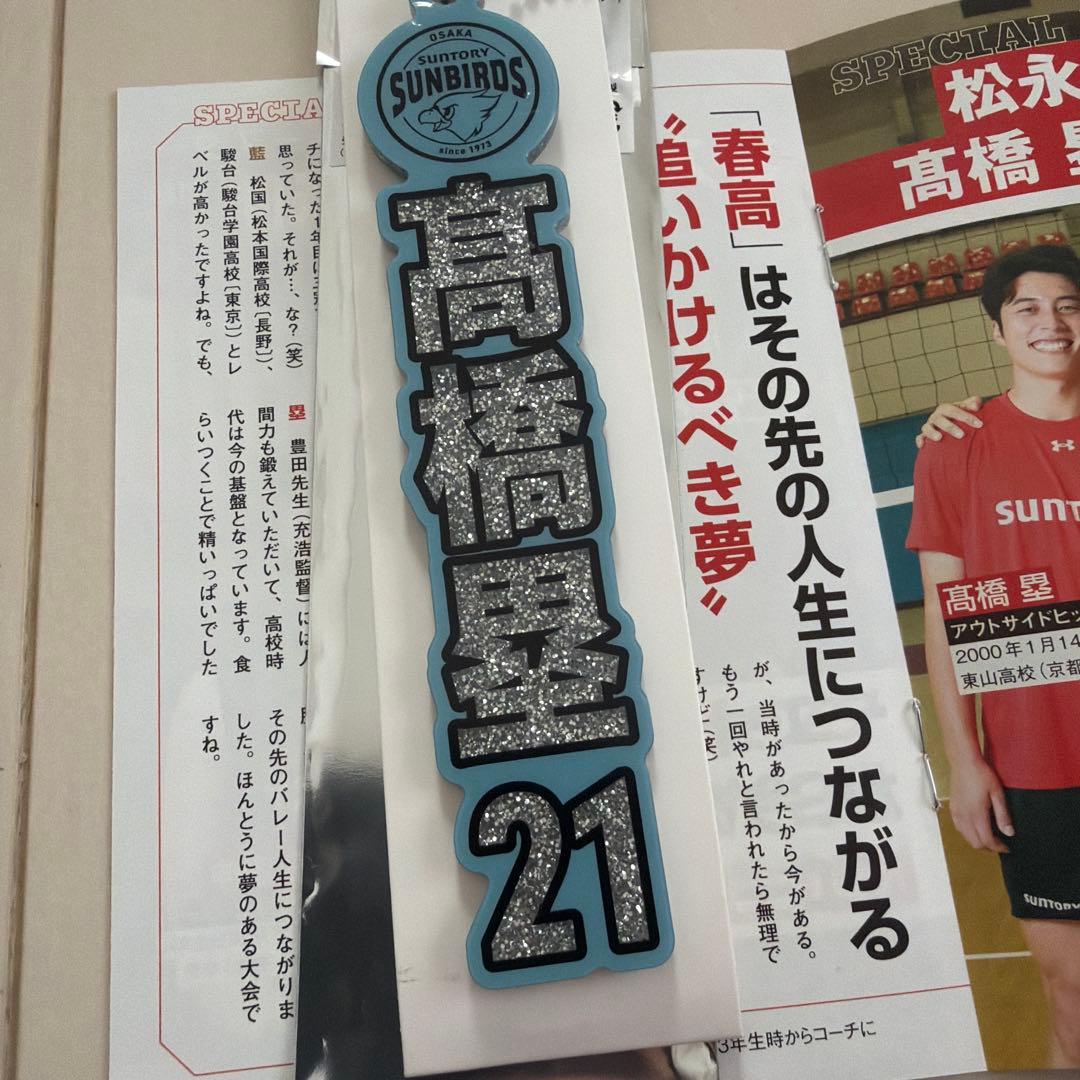 OSAKA
SUNTORY
SUNBIRDS
since 1973
髙橋塁
21
SPECIAL
松永
髙橋 塁
「春高」はその先の人生につながる
〝追いかけるべき夢〟
が、当時があったから今がある。
もう一回やれと言われたら無理で
すけど(笑)
髙橋 塁
アウトサイドヒッ
2000年1月14
東山高校(京都
SUNT
SUNTORY
3年生時からコーチに
SPECIA
思っていた。それが…、な?(笑)
藍 松国(松本国際高校〔長野〕)、
駿台(駿台学園高校〔東京〕)とレ
ベルが高かったですよね。でも、
塁 豊田先生(充浩監督)には人
間力も鍛えていただいて、高校時
代は今の基盤となっています。食
らいつくことで精いっぱいでした
その先のバレー人生につながりま
した。ほんとうに夢のある大会で
すね。